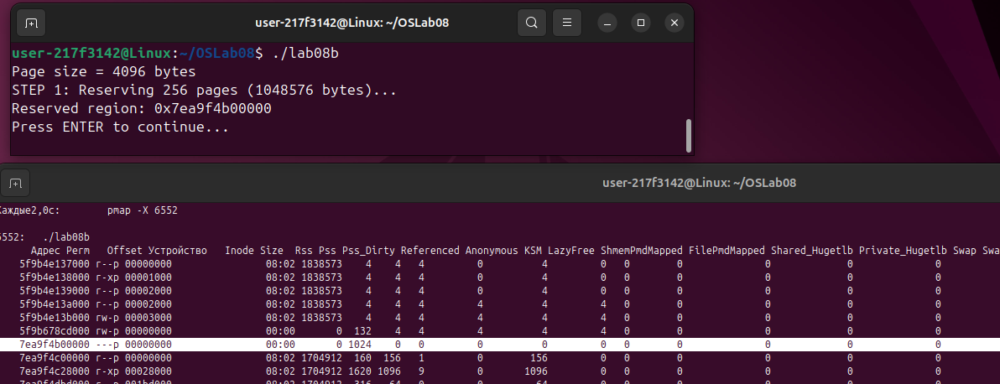 user-217f3142@Linux: ~/OSLab08
user-217f3142@Linux:~/OSLab08$ ./lab08b
Page size = 4096 bytes
STEP 1: Reserving 256 pages (1048576 bytes)...
Reserved region: 0x7ea9f4b00000
Press ENTER to continue...
user-217f3142@Linux: ~/OSLab08
Каждые2,0с: pmap -X 6552
6552: ./lab08b
Адрес Perm Offset Устройство Inode Size Rss Pss Pss_Dirty Referenced Anonymous KSM LazyFree ShmemPmdMapped FilePmdMapped Shared_Hugetlb Private_Hugetlb Swap Swa
5f9b4e137000 r--p 00000000 08:02 1838573 4 4 4 0 4 0 0 0 0 0
5f9b4e138000 r-xp 00001000 08:02 1838573 4 4 4 0 4 0 0 0 0 0
5f9b4e139000 r--p 00002000 08:02 1838573 4 4 4 0 4 0 0 0 0 0
5f9b4e13a000 r--p 00002000 08:02 1838573 4 4 4 4 4 4 0 0 0 0
5f9b4e13b000 rw-p 00003000 08:02 1838573 4 4 4 4 4 4 0 0 0 0
5f9b678cd000 rw-p 00000000 00:00 0 132 4 4 4 4 4 0 0 0 0
7ea9f4b00000 ---p 00000000 00:00 0 1024 0 0 0 0 0 0 0 0 0
7ea9f4c00000 r--p 00000000 08:02 1704912 160 156 1 0 156 0 0 0 0 0
7ea9f4c28000 r-xp 00028000 08:02 1704912 1620 1096 9 0 1096 0 0 0 0 0
7ea9f4dbd000 r--p 001bd000 08:02 1704912 316 64 0 0 64 0 0 0 0 0